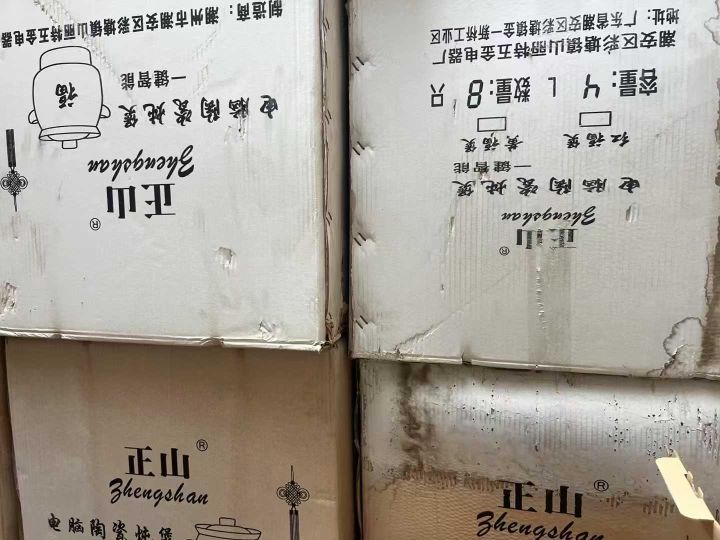 正山®
Zhengshan
电脑陶瓷炖煲
一键智能
福
制造商：潮州市潮安区彩塘镇山丽特五金电器
正山®
Zhengshan
电脑陶瓷炖煲
一键智能
红福煲 黄福煲
容量：4 L 数量：8 只
潮安区彩塘镇山丽特五金电器厂
地址：广东省潮安区彩塘镇金一新桥工业区
正山®
Zhengshan
电脑陶瓷炖煲
正山®
Zhengshan